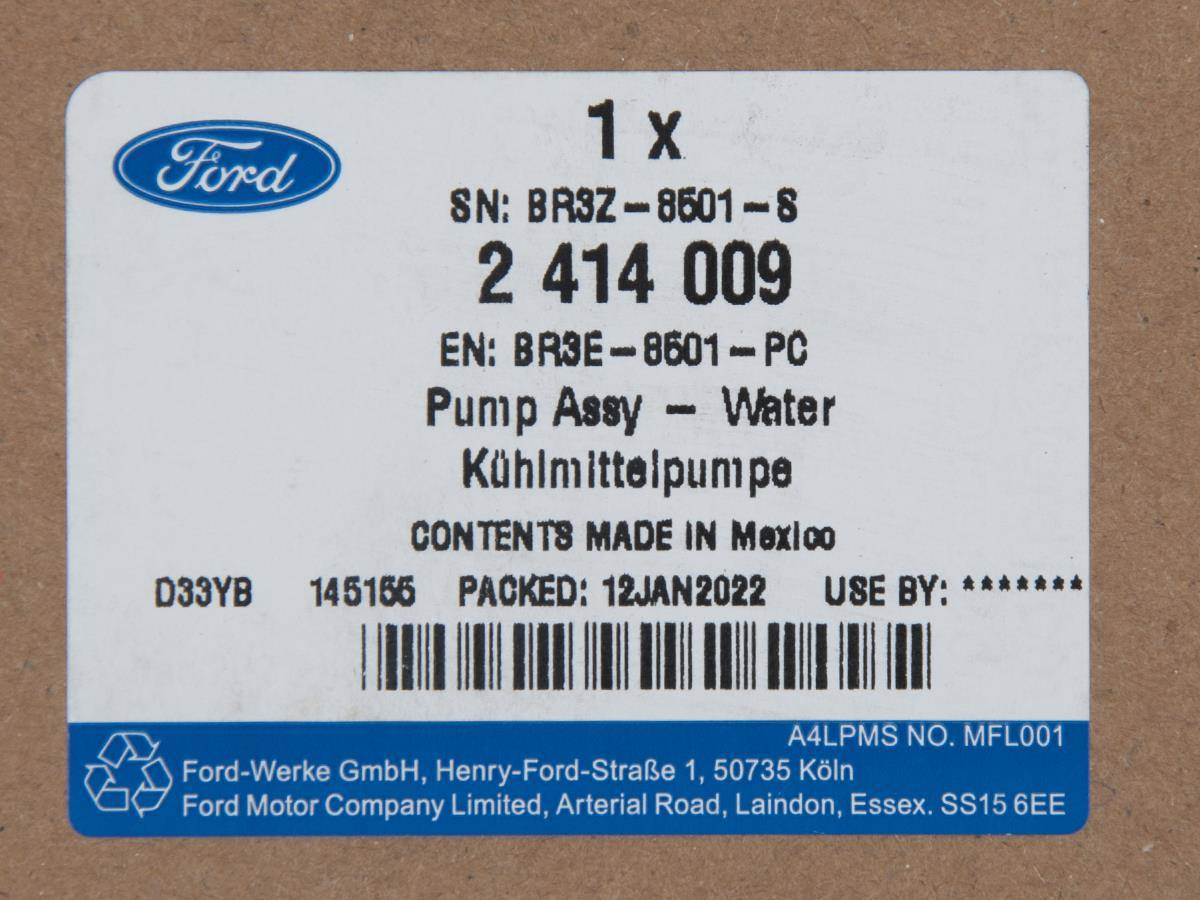 Ford
1 x
SN: BR3Z-8501-S
2 414 009
EN: BR3E-8501-PC
Pump Assy - Water
Kühlmittelpumpe
CONTENTS MADE IN Mexico
D33YB 145155 PACKED: 12JAN2022 USE BY: *******
A4LPMS NO. MFL001
Ford-Werke GmbH, Henry-Ford-Straße 1, 50735 Köln
Ford Motor Company Limited, Arterial Road, Laindon, Essex. SS15 6EE